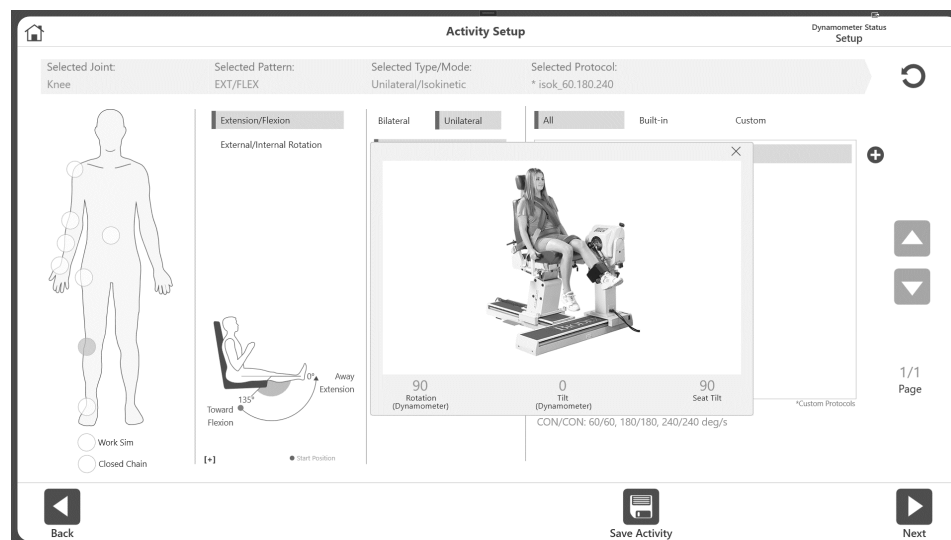 Activity Setup
Dynamometer Status
Setup
Selected Joint:
Knee
Selected Pattern:
EXT/FLEX
Selected Type/Mode:
Unilateral/Isokinetic
Selected Protocol:
* isok_60.180.240
Extension/Flexion
External/Internal Rotation
Bilateral
Unilateral
All
Built-in
Custom
0°
Away
Extension
135°
Toward
Flexion
[+]
Start Position
90
Rotation
(Dynamometer)
0
Tilt
(Dynamometer)
90
Seat Tilt
*Custom Protocols
CON/CON: 60/60, 180/180, 240/240 deg/s
1/1
Page
Work Sim
Closed Chain
Back
Save Activity
Next